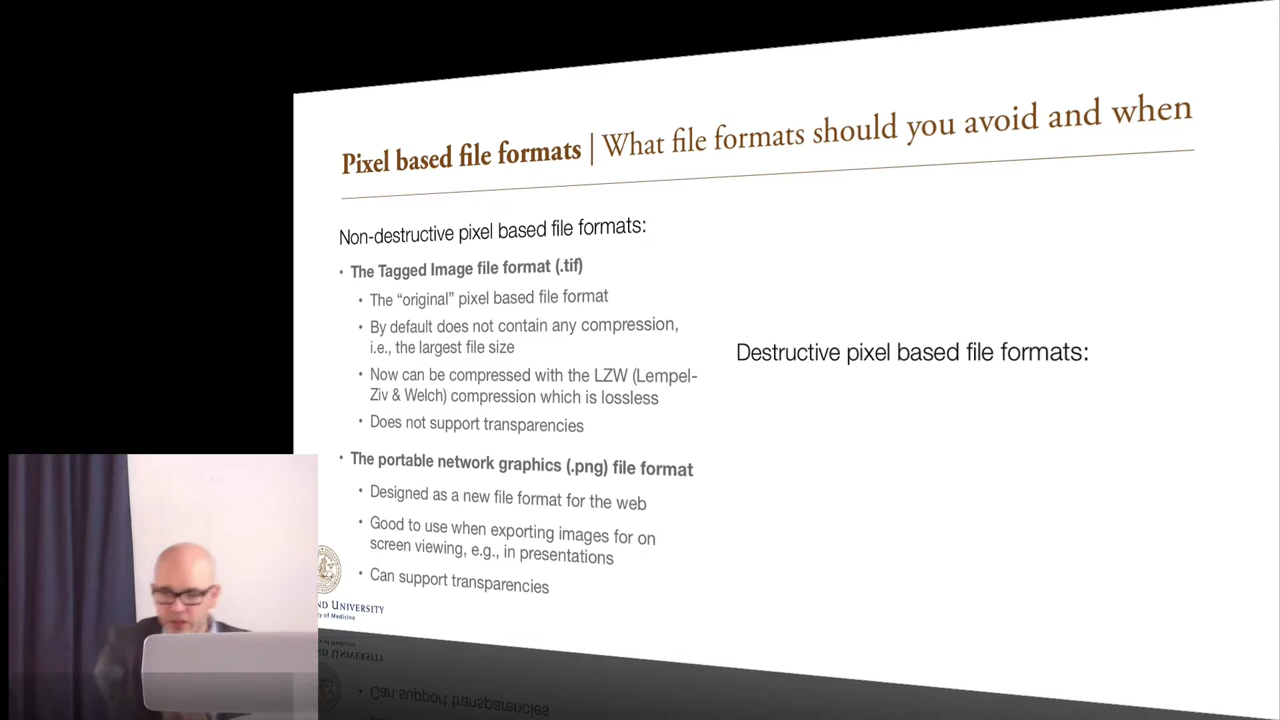 Pixel based file formats | What file formats should you avoid and when
Non-destructive pixel based file formats:
• The Tagged Image file format (.tif)
• The “original” pixel based file format
• By default does not contain any compression,
i.e., the largest file size
• Now can be compressed with the LZW (Lempel-
Ziv & Welch) compression which is lossless
• Does not support transparencies
• The portable network graphics (.png) file format
• Designed as a new file format for the web
• Good to use when exporting images for on
screen viewing, e.g., in presentations
• Can support transparencies
Destructive pixel based file formats:
ND UNIVERSITY
ty of Medicine